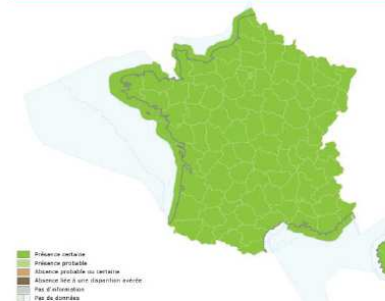 Présence certaine
Présence probable
Absence probable ou certaine
Absence liée à une disparition avérée
Pas d'information
Pas de données